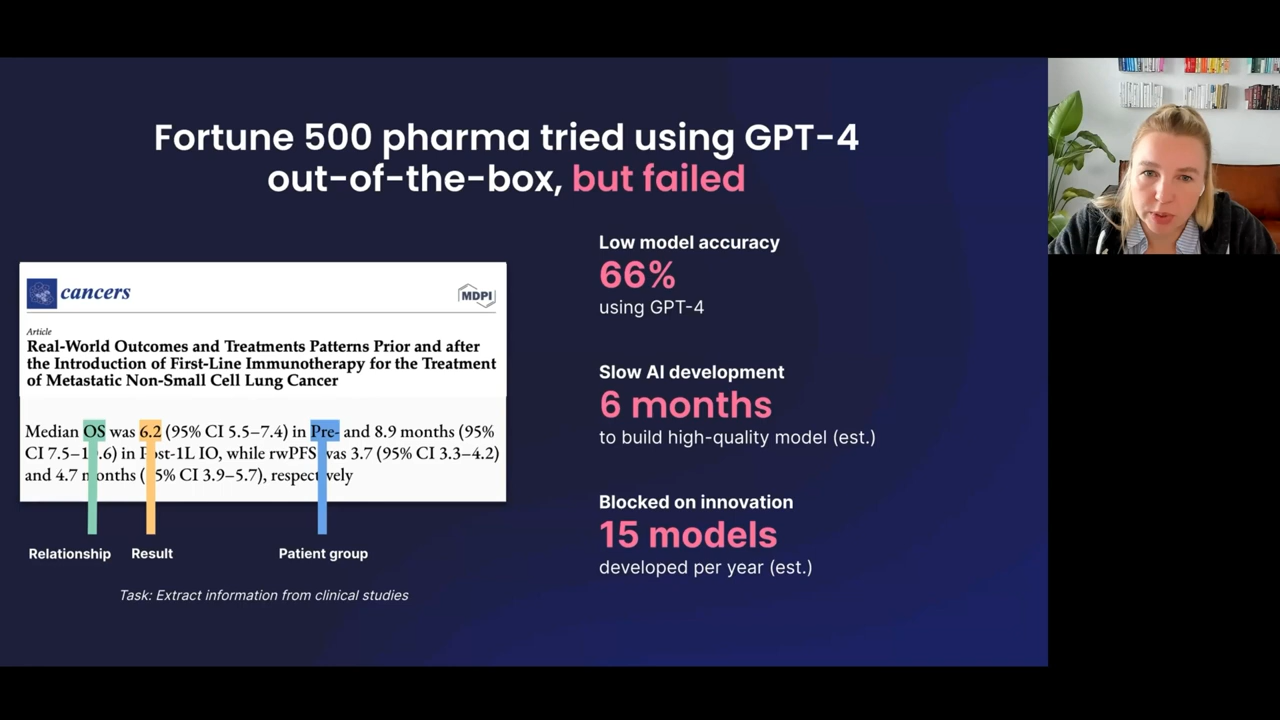 Fortune 500 pharma tried using GPT-4
out-of-the-box, but failed
cancers
MDPI
Article
Real-World Outcomes and Treatments Patterns Prior and after
the Introduction of First-Line Immunotherapy for the Treatment
of Metastatic Non-Small Cell Lung Cancer
Median OS was 6.2 (95% CI 5.5–7.4) in Pre- and 8.9 months (95%
CI 7.5–1 .6) in Post-1L IO, while rwPFS was 3.7 (95% CI 3.3–4.2)
and 4.7 months ( 5% CI 3.9–5.7), respectively
Relationship
Result
Patient group
Task: Extract information from clinical studies
Low model accuracy
66%
using GPT-4
Slow AI development
6 months
to build high-quality model (est.)
Blocked on innovation
15 models
developed per year (est.)